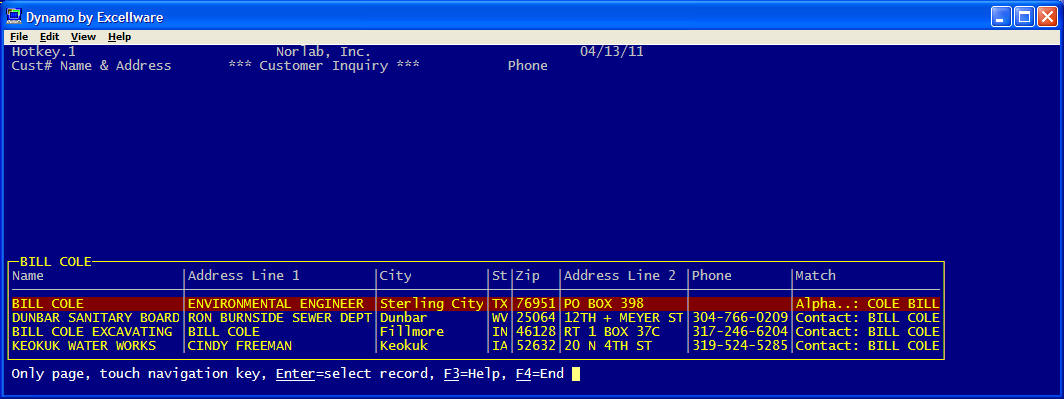 Dynamo by Excellware
File Edit View Help
Hotkey.1 Norlab, Inc. 04/13/11
Cust# Name & Address *** Customer Inquiry *** Phone
BILL COLE
Name |Address Line 1 |City |St|Zip |Address Line 2 |Phone |Match
BILL COLE |ENVIRONMENTAL ENGINEER |Sterling City|TX|76951|PO BOX 398 | |Alpha..: COLE BILL
DUNBAR SANITARY BOARD|RON BURNSIDE SEWER DEPT|Dunbar |WV|25064|12TH + MEYER ST|304-766-0209|Contact: BILL COLE
BILL COLE EXCAVATING |BILL COLE |Fillmore |IN|46128|RT 1 BOX 37C |317-246-6204|Contact: BILL COLE
KEOKUK WATER WORKS |CINDY FREEMAN |Keokuk |IA|52632|20 N 4TH ST |319-524-5285|Contact: BILL COLE
Only page, touch navigation key, Enter=select record, F3=Help, F4=End